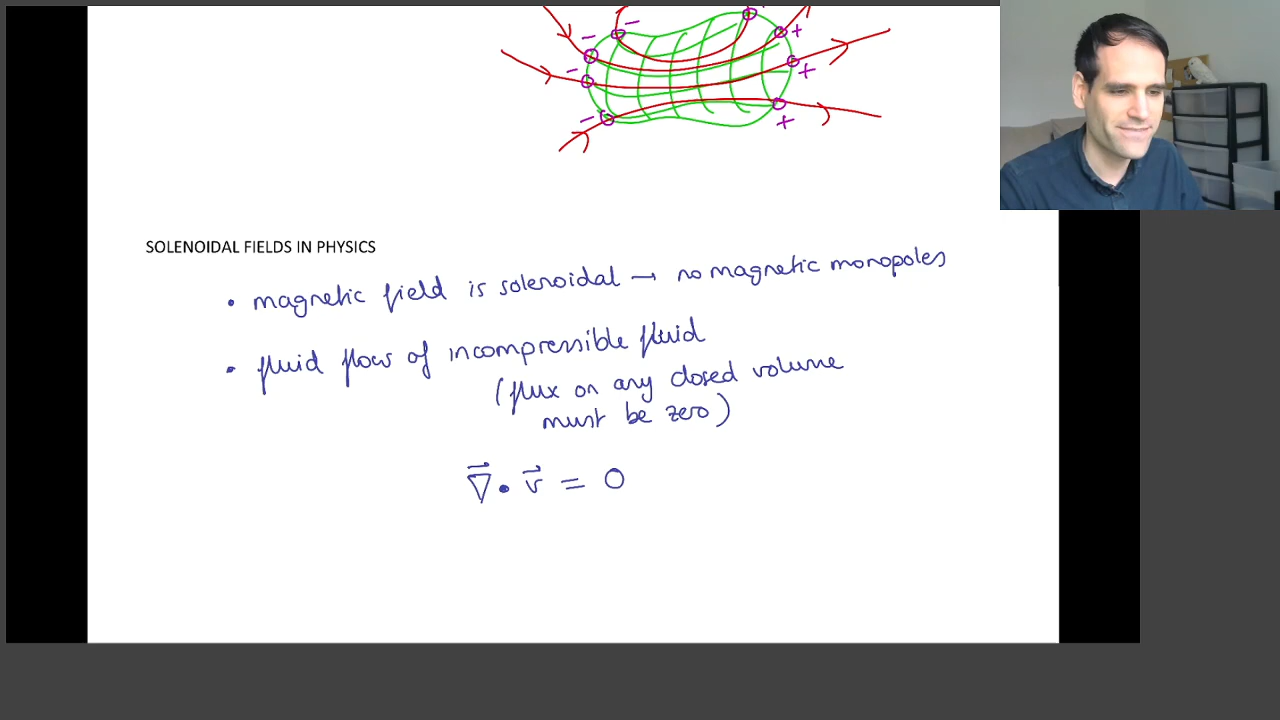 - - - - + + +
SOLENOIDAL FIELDS IN PHYSICS
• magnetic field is solenoidal → no magnetic monopoles
• fluid flow of incompressible fluid
(flux on any closed volume
must be zero)
∇⃗ • v⃗ = 0